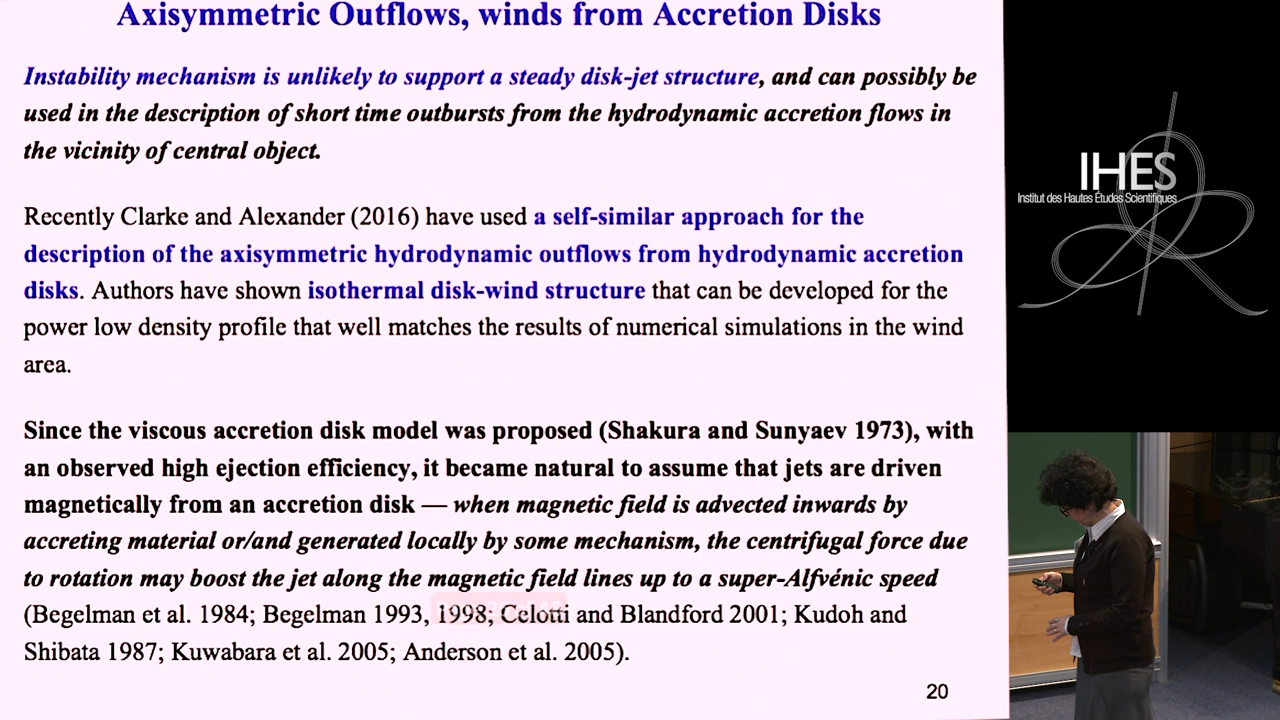 Axisymmetric Outflows, winds from Accretion Disks
Instability mechanism is unlikely to support a steady disk-jet structure, and can possibly be
used in the description of short time outbursts from the hydrodynamic accretion flows in
the vicinity of central object.
Recently Clarke and Alexander (2016) have used a self-similar approach for the
description of the axisymmetric hydrodynamic outflows from hydrodynamic accretion
disks. Authors have shown isothermal disk-wind structure that can be developed for the
power low density profile that well matches the results of numerical simulations in the wind
area.
Since the viscous accretion disk model was proposed (Shakura and Sunyaev 1973), with
an observed high ejection efficiency, it became natural to assume that jets are driven
magnetically from an accretion disk — when magnetic field is advected inwards by
accreting material or/and generated locally by some mechanism, the centrifugal force due
to rotation may boost the jet along the magnetic field lines up to a super-Alfvénic speed
(Begelman et al. 1984; Begelman 1993, 1998; Celotti and Blandford 2001; Kudoh and
Shibata 1987; Kuwabara et al. 2005; Anderson et al. 2005).
20
IHES
Institut des Hautes Études Scientifiques